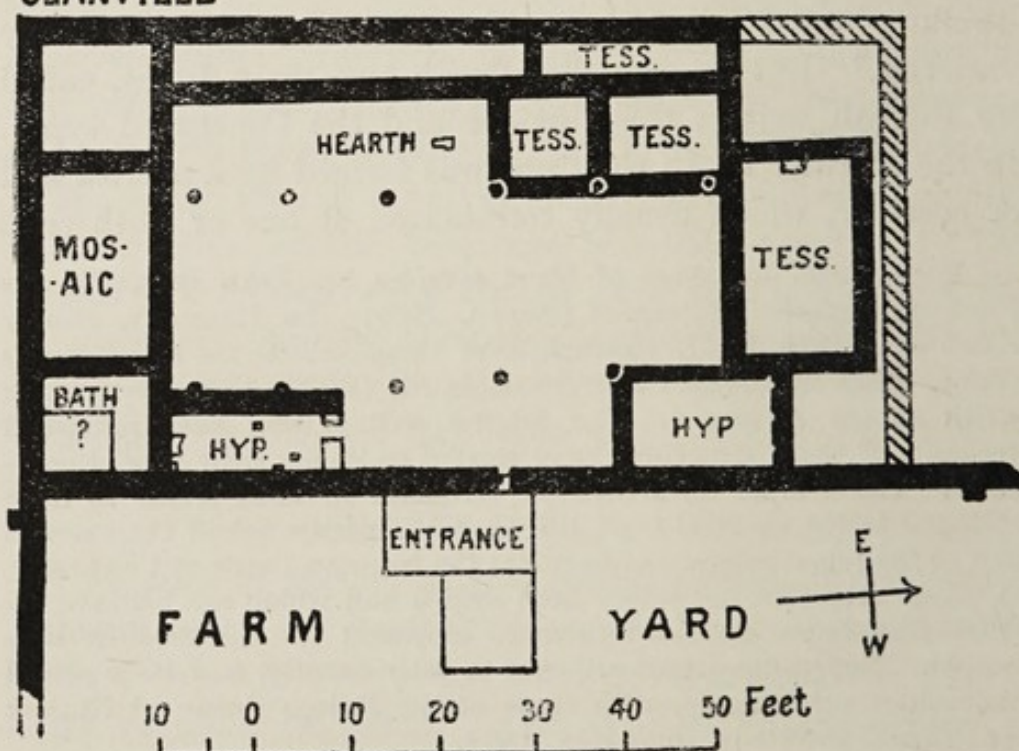 TESS.
HEARTH
TESS.
TESS.
MOS-
-AIC
TESS.
BATH
?
HYP.
HYP
ENTRANCE
E
FARM YARD
W
10 0 10 20 30 40 50 Feet